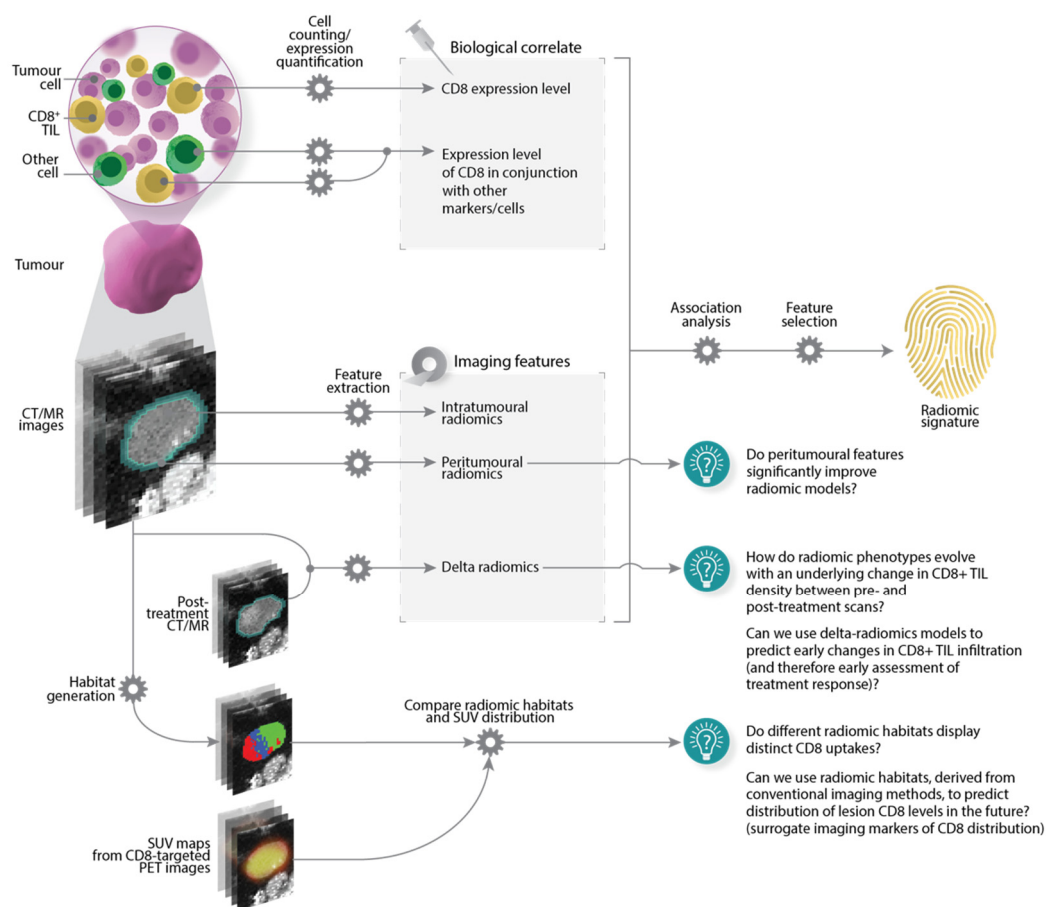 Cell
counting/
expression
quantification
Biological correlate
Tumour
cell
CD8⁺
TIL
Other
cell
CD8 expression level
Expression level
of CD8 in conjunction
with other
markers/cells
Tumour
Association
analysis
Feature
selection
Radiomic
signature
CT/MR
images
Feature
extraction
Imaging features
Intratumoural
radiomics
Peritumoural
radiomics
Do peritumoural features
significantly improve
radiomic models?
Post-
treatment
CT/MR
Delta radiomics
How do radiomic phenotypes evolve
with an underlying change in CD8+ TIL
density between pre- and
post-treatment scans?
Can we use delta-radiomics models to
predict early changes in CD8+ TIL infiltration
(and therefore early assessment of
treatment response)?
Habitat
generation
Compare radiomic habitats
and SUV distribution
Do different radiomic habitats display
distinct CD8 uptakes?
Can we use radiomic habitats, derived from
conventional imaging methods, to predict
distribution of lesion CD8 levels in the future?
(surrogate imaging markers of CD8 distribution)
SUV maps
from CD8-targeted
PET images
?
?
?